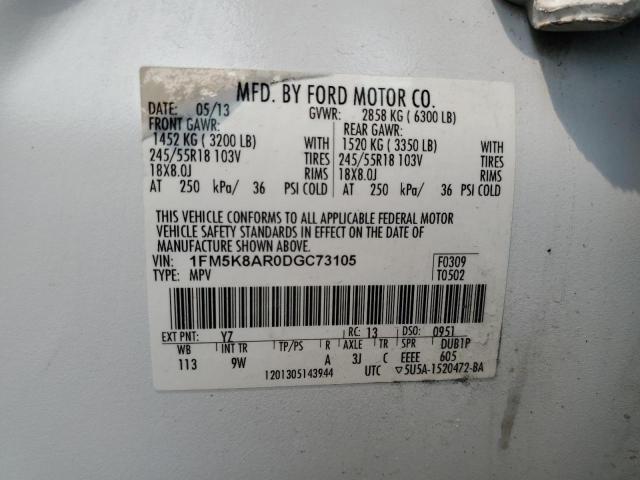 MFD. BY FORD MOTOR CO.
DATE: 05/13 GVWR: 2858 KG ( 6300 LB)
FRONT GAWR: REAR GAWR:
1452 KG ( 3200 LB) WITH 1520 KG ( 3350 LB) WITH
245/55R18 103V TIRES 245/55R18 103V TIRES
18X8.0J RIMS 18X8.0J RIMS
AT 250 kPa/ 36 PSI COLD AT 250 kPa/ 36 PSI COLD
THIS VEHICLE CONFORMS TO ALL APPLICABLE FEDERAL MOTOR
VEHICLE SAFETY STANDARDS IN EFFECT ON THE DATE OF
MANUFACTURE SHOWN ABOVE.
VIN: 1FM5K8AR0DGC73105 F0309
TYPE: MPV T0502
EXT PNT: YZ RC: 13 DSO: 0951
WB INT TR TP/PS R AXLE TR SPR DUB1P
113 9W A 3J C EEEE 605
1201305143944 UTC ▽5U5A-1520472-BA